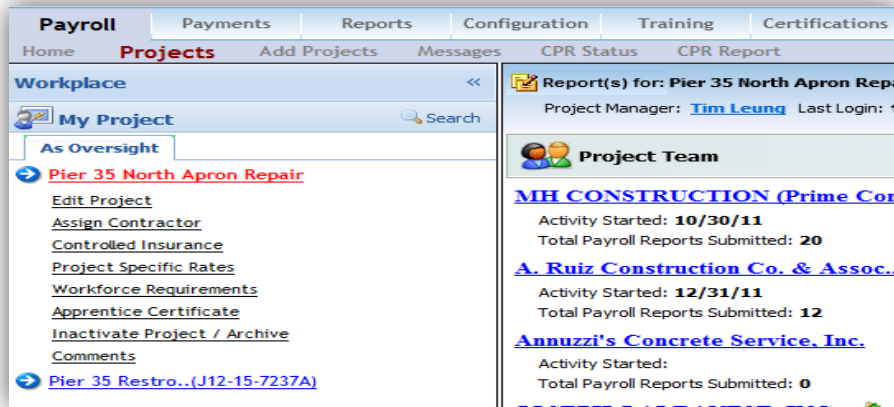 Payroll Payments Reports Configuration Training Certifications
Home Projects Add Projects Messages CPR Status CPR Report
Workplace «
My Project Search
As Oversight
Pier 35 North Apron Repair
Edit Project
Assign Contractor
Controlled Insurance
Project Specific Rates
Workforce Requirements
Apprentice Certificate
Inactivate Project / Archive
Comments
Pier 35 Restro..(J12-15-7237A)
Report(s) for: Pier 35 North Apron Repa
Project Manager: Tim Leung Last Login:
Project Team
MH CONSTRUCTION (Prime Con
Activity Started: 10/30/11
Total Payroll Reports Submitted: 20
A. Ruiz Construction Co. & Assoc..
Activity Started: 12/31/11
Total Payroll Reports Submitted: 12
Annuzzi's Concrete Service, Inc.
Activity Started:
Total Payroll Reports Submitted: 0